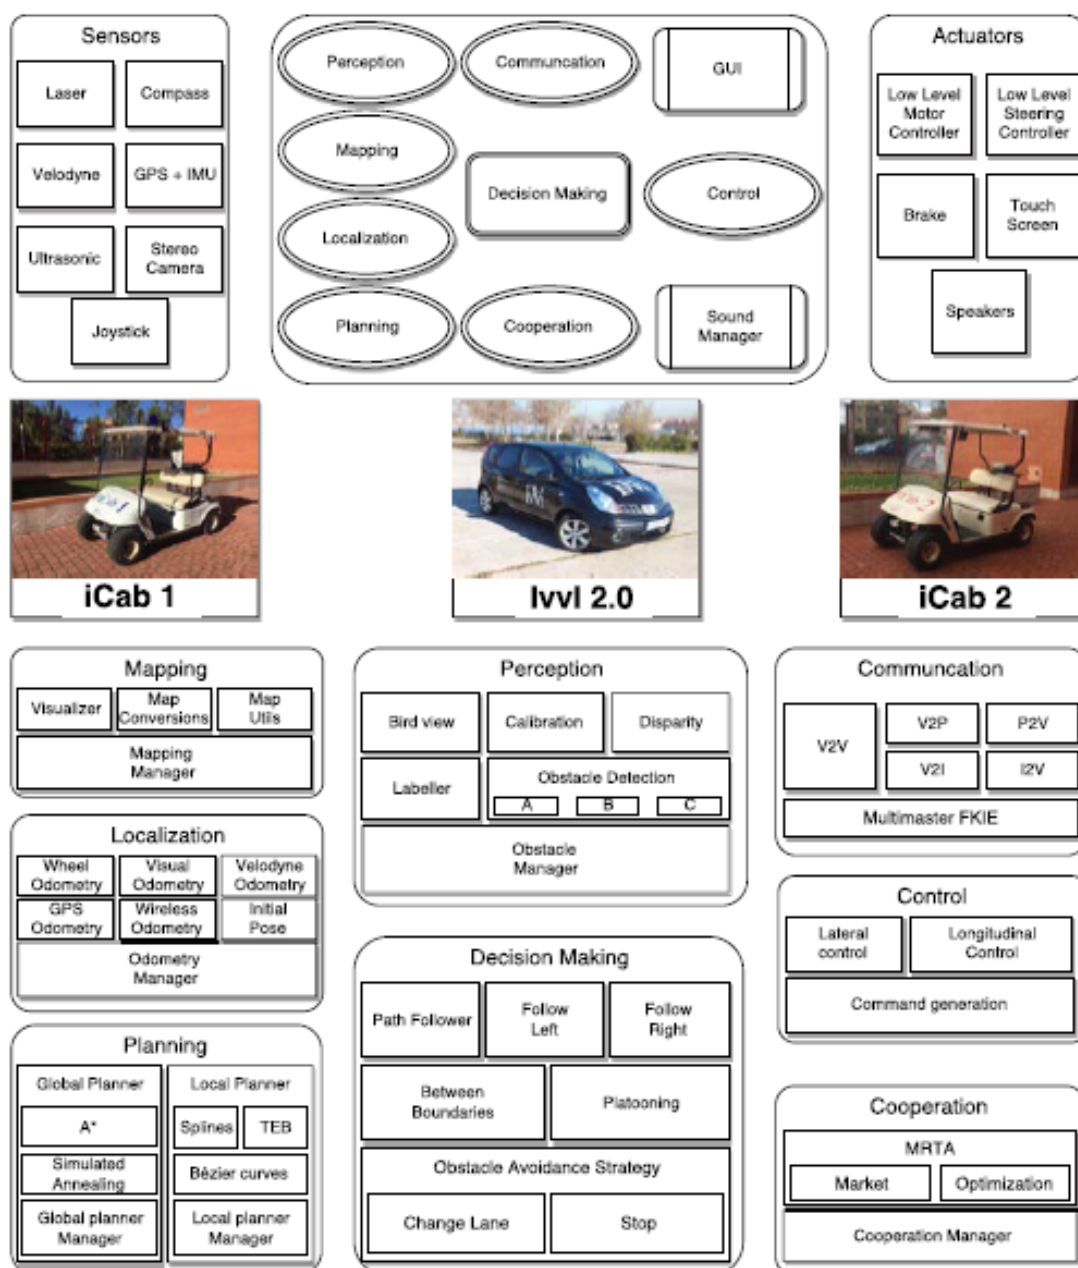 Sensors
Laser
Compass
Velodyne
GPS + IMU
Ultrasonic
Stereo
Camera
Joystick
Perception
Communcation
GUI
Mapping
Decision Making
Control
Localization
Planning
Cooperation
Sound
Manager
Actuators
Low Level
Motor
Controller
Low Level
Steering
Controller
Brake
Touch
Screen
Speakers
iCab 1
IvvI 2.0
iCab 2
Mapping
Visualizer
Map
Conversions
Map
Utils
Mapping
Manager
Localization
Wheel
Odometry
Visual
Odometry
Velodyne
Odometry
GPS
Odometry
Wireless
Odometry
Initial
Pose
Odometry
Manager
Planning
Global Planner
A*
Simulated
Annealing
Global planner
Manager
Local Planner
Splines
TEB
Bèzier curves
Local planner
Manager
Perception
Bird view
Calibration
Disparity
Labeller
Obstacle Detection
A
B
C
Obstacle
Manager
Decision Making
Path Follower
Follow
Left
Follow
Right
Between
Boundaries
Platooning
Obstacle Avoidance Strategy
Change Lane
Stop
Communcation
V2V
V2P
P2V
V2I
I2V
Multimaster FKIE
Control
Lateral
control
Longitudinal
Control
Command generation
Cooperation
MRTA
Market
Optimization
Cooperation Manager